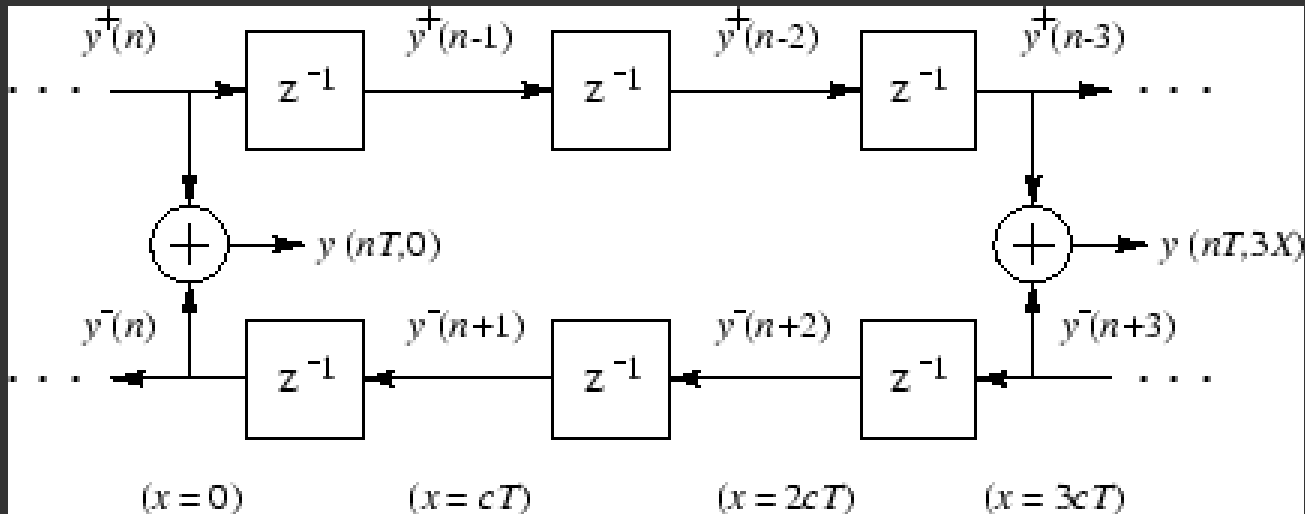 y⁺(n) y⁺(n-1) y⁺(n-2) y⁺(n-3)
. . . z⁻¹ z⁻¹ z⁻¹ . . .
+ y (nT,0) + y (nT,3X)
y⁻(n) y⁻(n+1) y⁻(n+2) y⁻(n+3)
. . . z⁻¹ z⁻¹ z⁻¹ . . .
(x = 0) (x = cT) (x = 2cT) (x = 3cT)